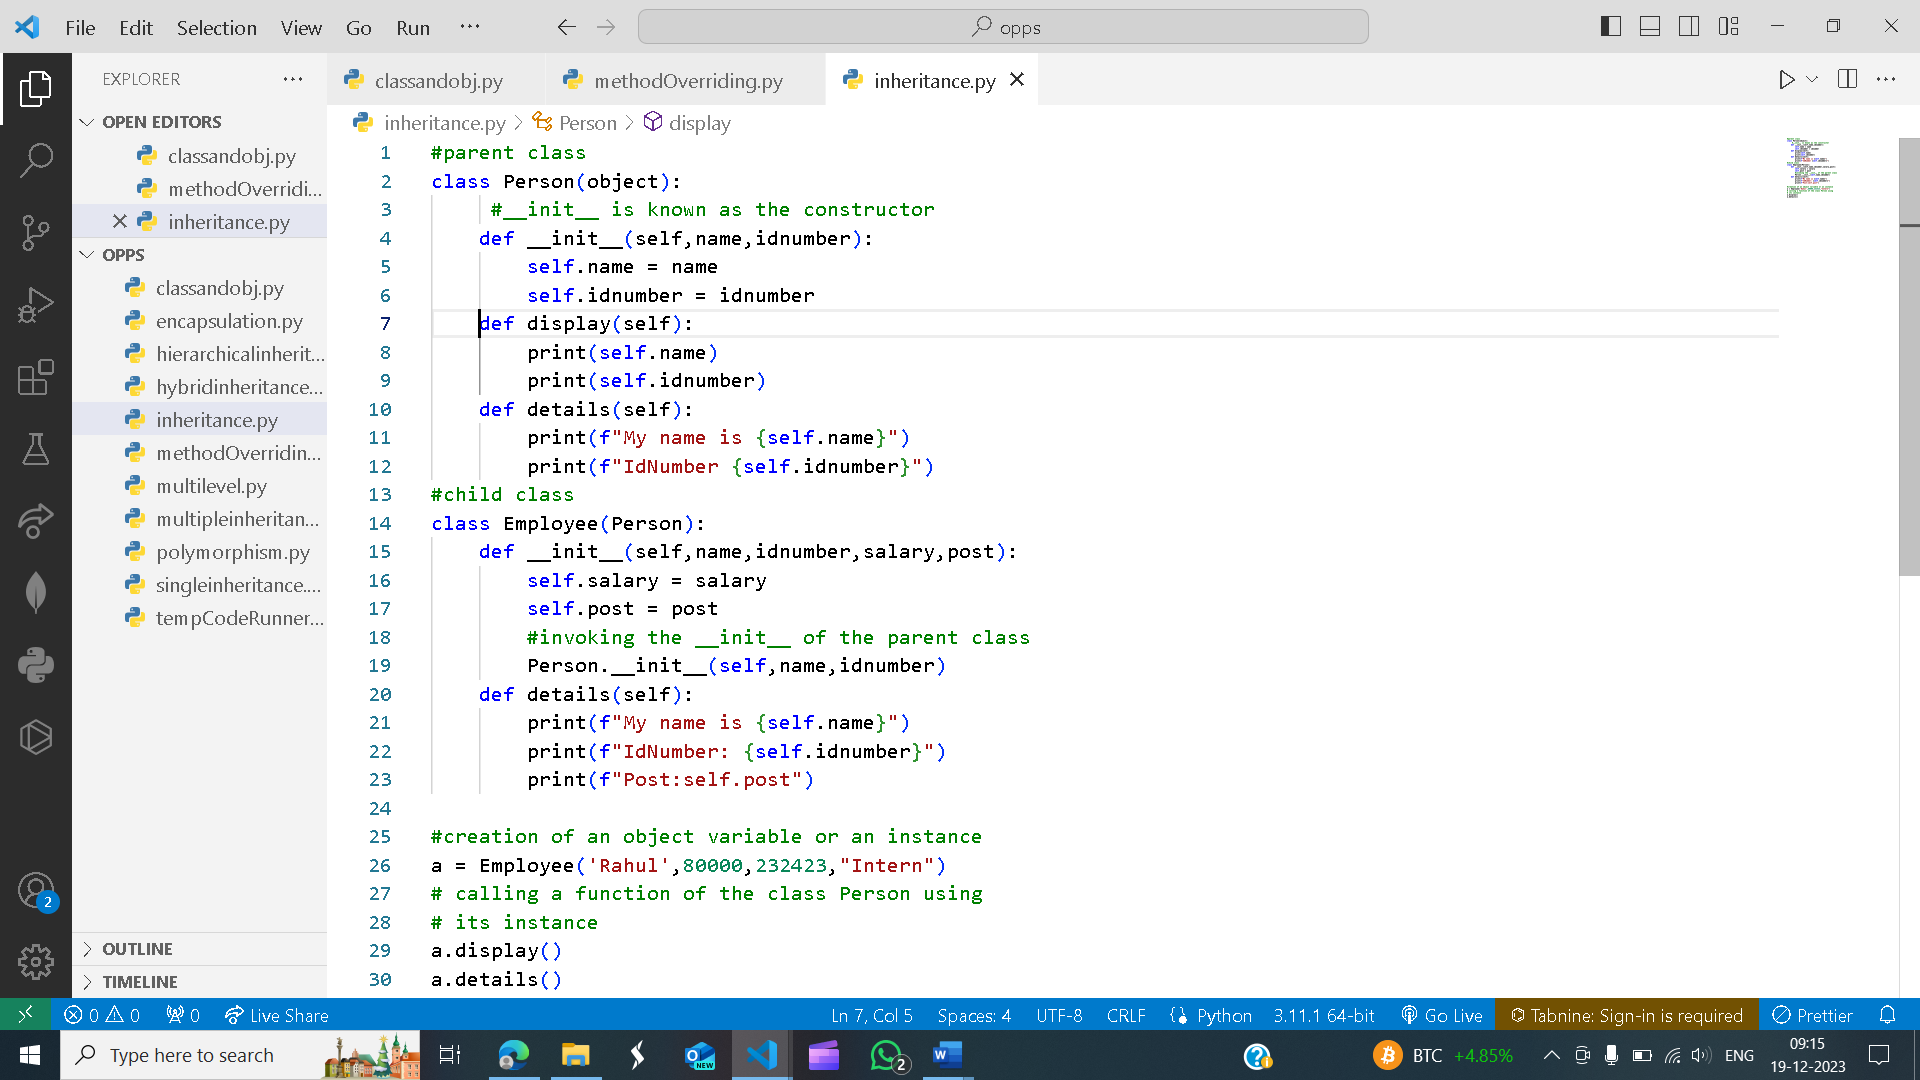 File Edit Selection View Go Run ··· opps
EXPLORER ···
OPEN EDITORS
classandobj.py
methodOverridi...
inheritance.py
OPPS
classandobj.py
encapsulation.py
hierarchicalinherit...
hybridinheritance...
inheritance.py
methodOverridin...
multilevel.py
multipleinheritan...
polymorphism.py
singleinheritance....
tempCodeRunner...
OUTLINE
TIMELINE
classandobj.py methodOverriding.py inheritance.py
inheritance.py > Person > display
1 #parent class
2 class Person(object):
3 #__init__ is known as the constructor
4 def __init__(self,name,idnumber):
5 self.name = name
6 self.idnumber = idnumber
7 def display(self):
8 print(self.name)
9 print(self.idnumber)
10 def details(self):
11 print(f"My name is {self.name}")
12 print(f"IdNumber {self.idnumber}")
13 #child class
14 class Employee(Person):
15 def __init__(self,name,idnumber,salary,post):
16 self.salary = salary
17 self.post = post
18 #invoking the __init__ of the parent class
19 Person.__init__(self,name,idnumber)
20 def details(self):
21 print(f"My name is {self.name}")
22 print(f"IdNumber: {self.idnumber}")
23 print(f"Post:self.post")
24
25 #creation of an object variable or an instance
26 a = Employee('Rahul',80000,232423,"Intern")
27 # calling a function of the class Person using
28 # its instance
29 a.display()
30 a.details()
2
0 0 0 Live Share Ln 7, Col 5 Spaces: 4 UTF-8 CRLF Python 3.11.1 64-bit Go Live Tabnine: Sign-in is required Prettier
Type here to search NEW 2 W BTC +4.85% ENG 09:15
19-12-2023